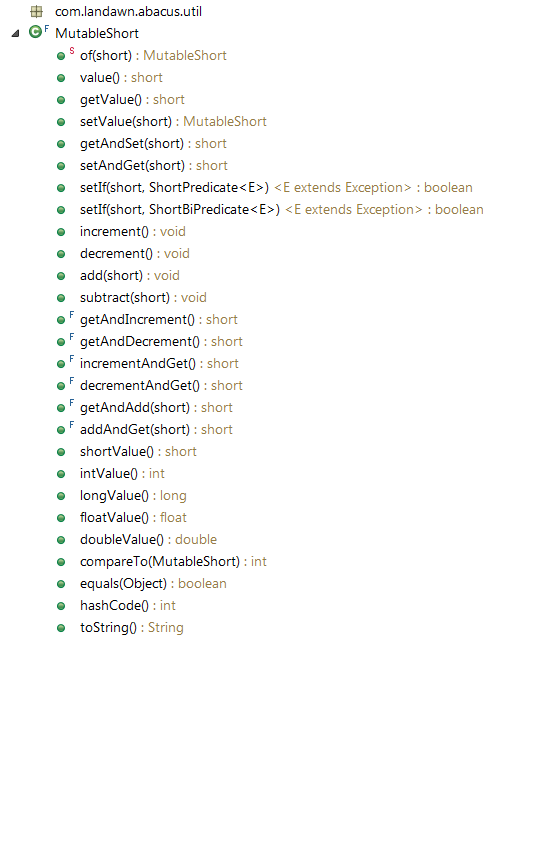 com.landawn.abacus.util
F MutableShort
S of(short) : MutableShort
value() : short
getValue() : short
setValue(short) : MutableShort
getAndSet(short) : short
setAndGet(short) : short
setIf(short, ShortPredicate<E>) <E extends Exception> : boolean
setIf(short, ShortBiPredicate<E>) <E extends Exception> : boolean
increment() : void
decrement() : void
add(short) : void
subtract(short) : void
F getAndIncrement() : short
F getAndDecrement() : short
F incrementAndGet() : short
F decrementAndGet() : short
F getAndAdd(short) : short
F addAndGet(short) : short
shortValue() : short
intValue() : int
longValue() : long
floatValue() : float
doubleValue() : double
compareTo(MutableShort) : int
equals(Object) : boolean
hashCode() : int
toString() : String